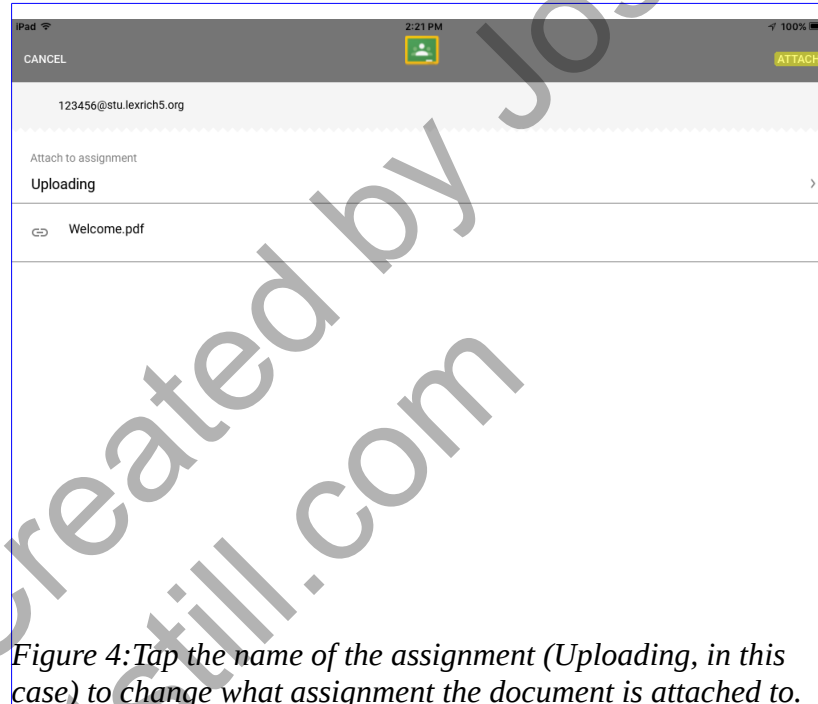 iPad 2:21 PM 100%
CANCEL ATTACH
123456@stu.lexrich5.org
Attach to assignment
Uploading
Welcome.pdf
Figure 4:Tap the name of the assignment (Uploading, in this
case) to change what assignment the document is attached to.
created by Jos
still.com